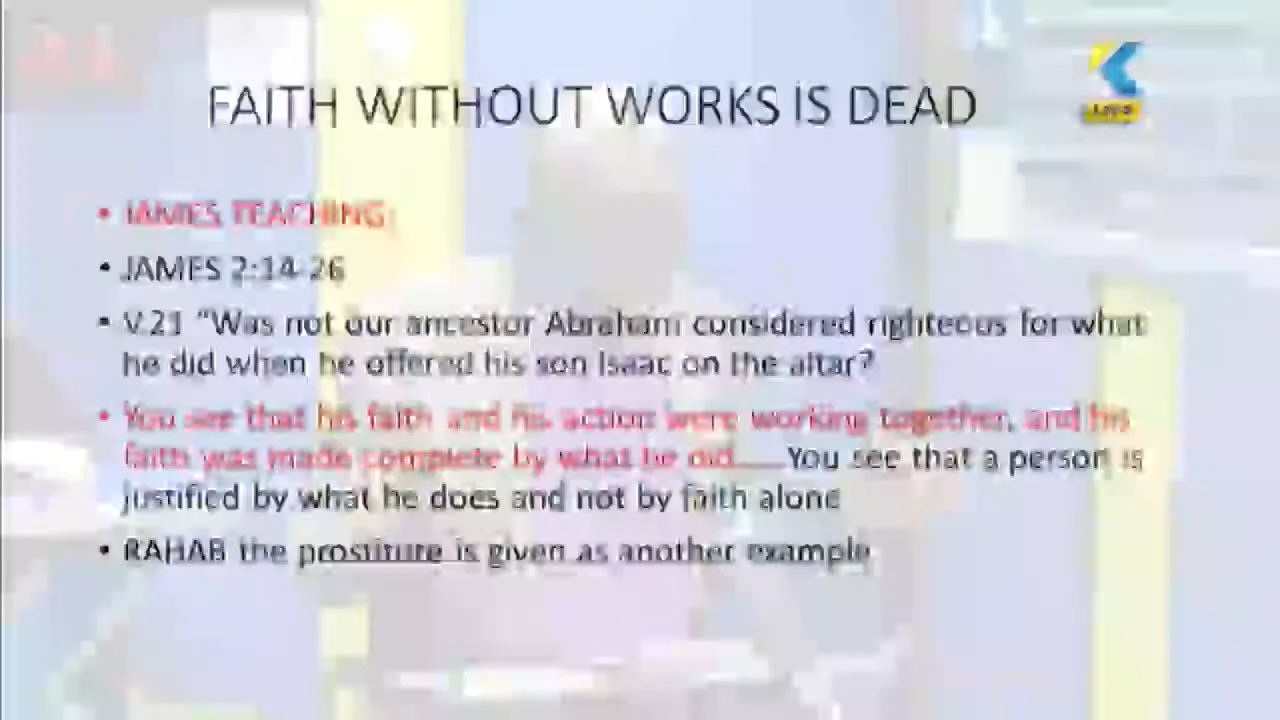 FAITH WITHOUT WORKS IS DEAD
LIVE
• JAMES TEACHING:
• JAMES 2:14-26
• V.21 “Was not our ancestor Abraham considered righteous for what
he did when he offered his son Isaac on the altar?
• You see that his faith and his action were working together, and his
faith was made complete by what he did......You see that a person is
justified by what he does and not by faith alone
• RAHAB the prostitute is given as another example